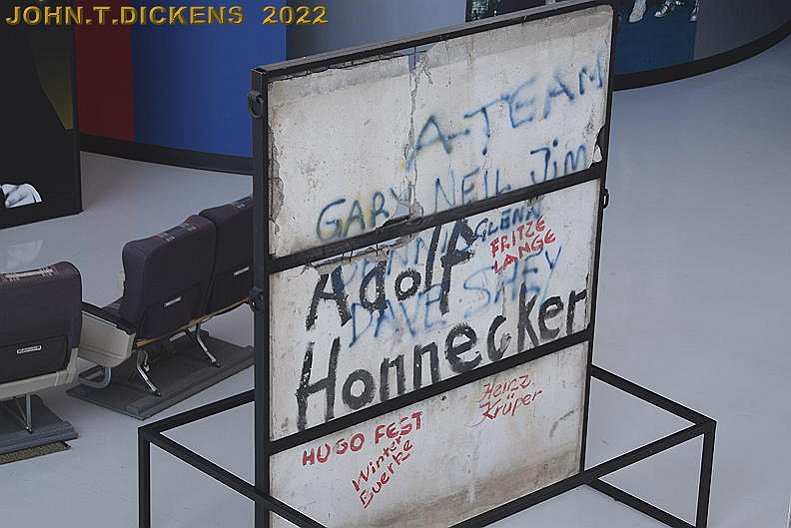 JOHN.T.DICKENS 2022
A-TEAM
GARY, NEIL Jim
GLENN
FRITZE
LANGE
Adolf
DAVE SHEY
Honnecker
Heinz
Krüper
HUGO FEST
Winter
Buerke